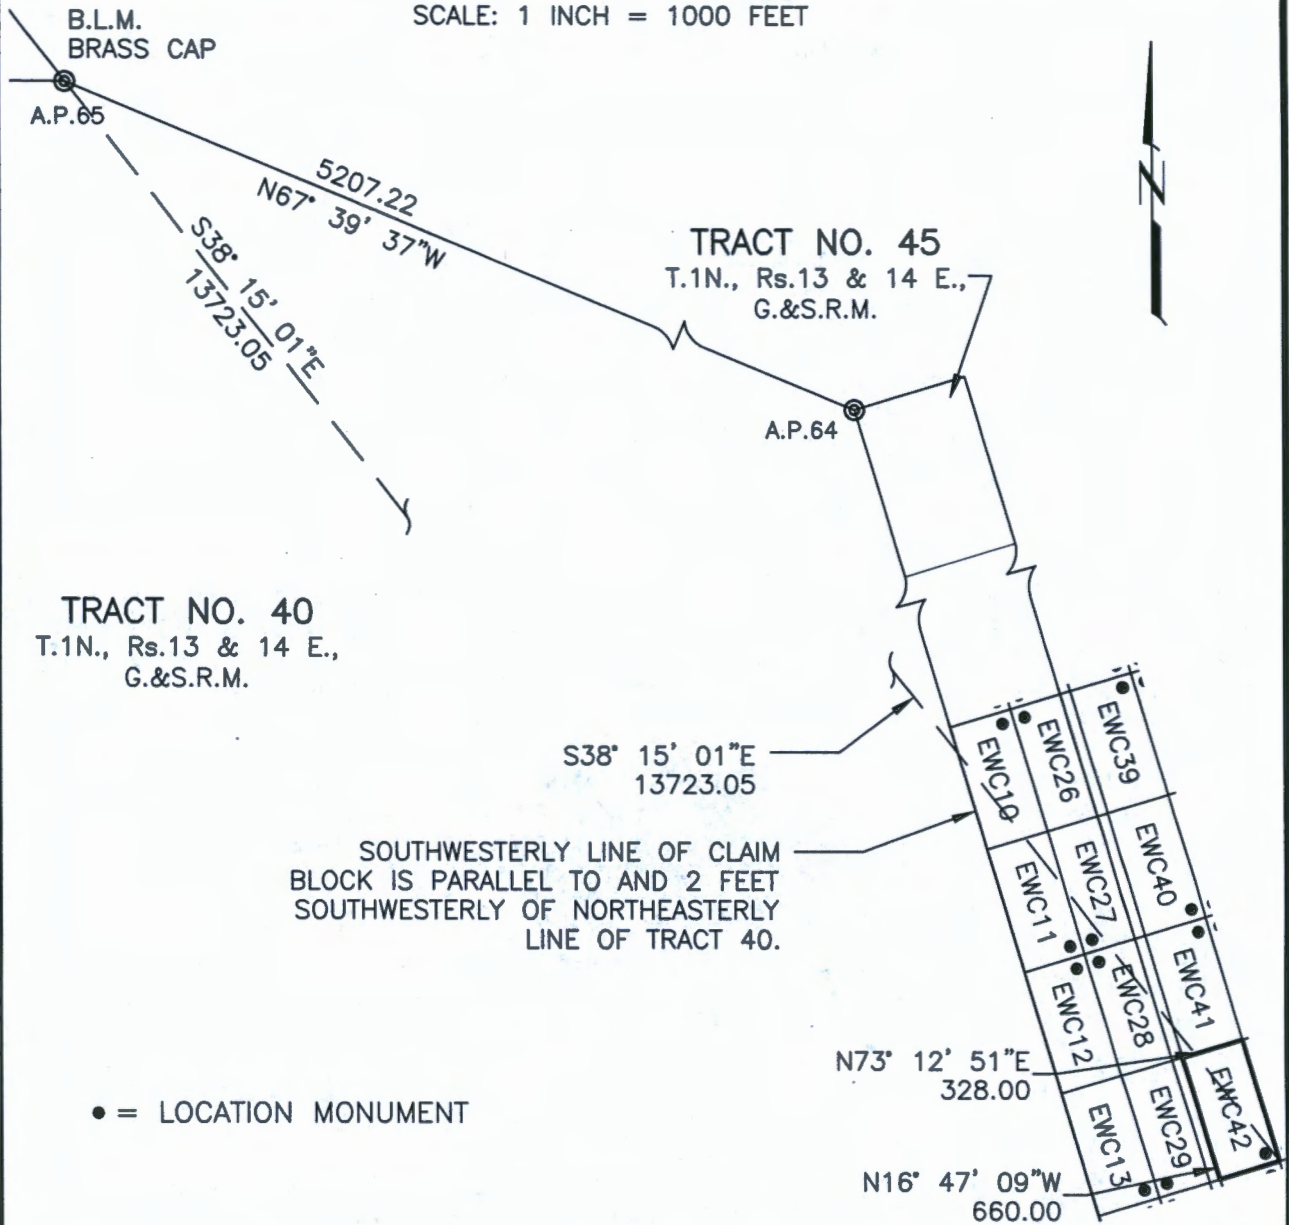 SCALE: 1 INCH = 1000 FEET
B.L.M.
BRASS CAP
A.P.65
5207.22
N67° 39' 37"W
S38° 15' 01"E
13723.05
N
TRACT NO. 45
T.1N., Rs.13 & 14 E.,
G.&S.R.M.
A.P.64
TRACT NO. 40
T.1N., Rs.13 & 14 E.,
G.&S.R.M.
S38° 15' 01"E
13723.05
SOUTHWESTERLY LINE OF CLAIM
BLOCK IS PARALLEL TO AND 2 FEET
SOUTHWESTERLY OF NORTHEASTERLY
LINE OF TRACT 40.
EWC10
EWC26
EWC39
EWC11
EWC27
EWC40
EWC12
EWC28
EWC41
EWC13
EWC29
EWC42
N73° 12' 51"E
328.00
● = LOCATION MONUMENT
N16° 47' 09"W
660.00